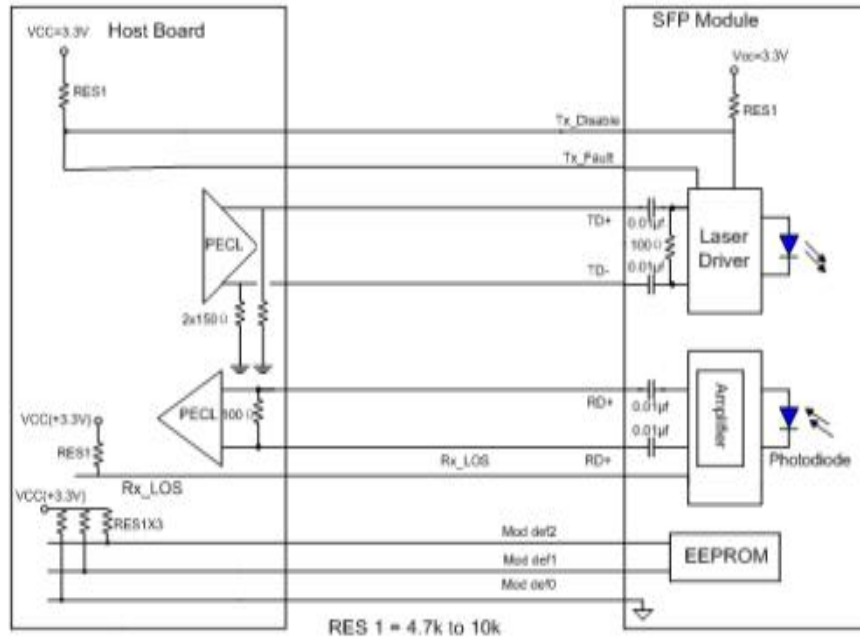 Host Board
SFP Module
VCC=3.3V
Vcc=3.3V
RES1
RES1
Tx_Disable
Tx_Fault
PECL
TD+
0.01µf
100Ω
Laser
Driver
TD-
0.01µf
2x150Ω
PECL
100Ω
RD+
0.01µf
Amplifier
VCC(+3.3V)
0.01µf
RES1
Rx_LOS
RD+
Photodiode
Rx_LOS
VCC(+3.3V)
RES1X3
Mod def2
EEPROM
Mod def1
Mod def0
RES 1 = 4.7k to 10k